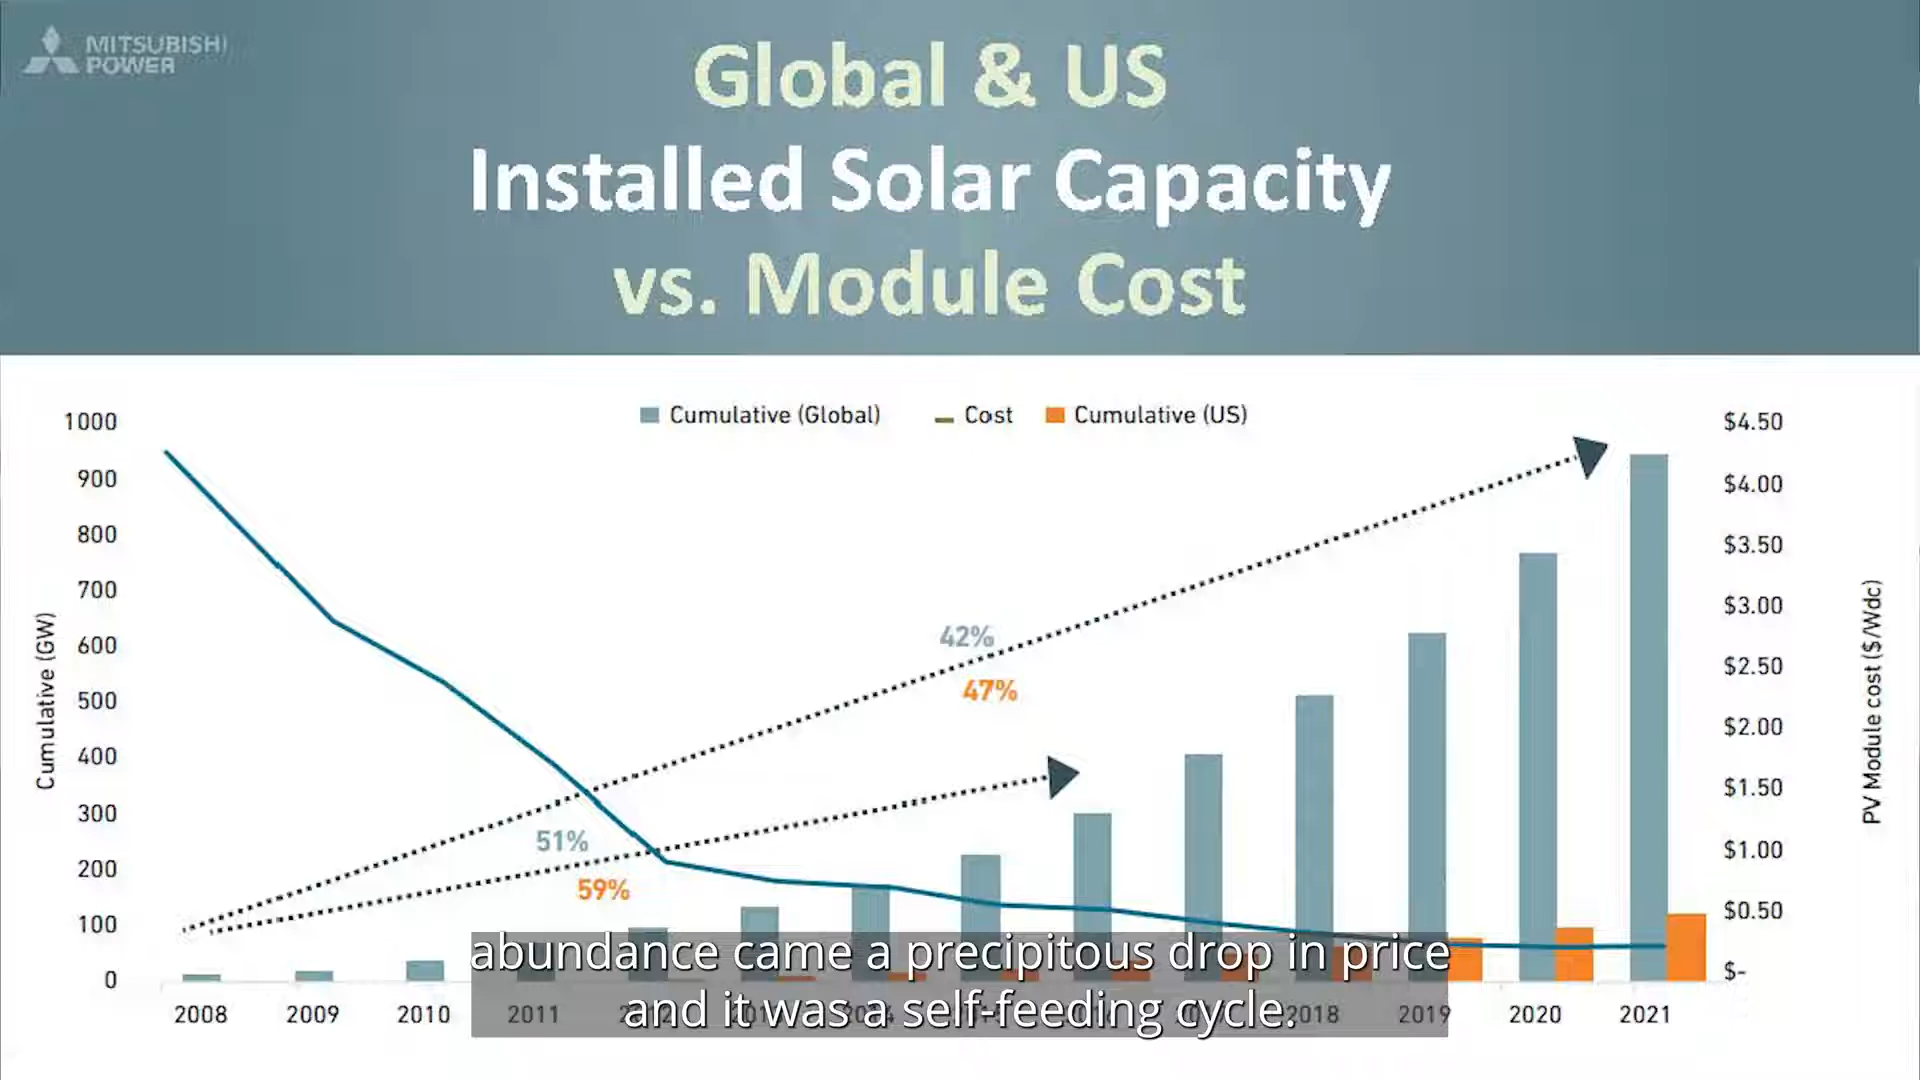 MITSUBISHI
POWER
Global & US
Installed Solar Capacity
vs. Module Cost
Cumulative (Global) Cost Cumulative (US)
1000
900
800
700
600
500
400
300
200
100
0
Cumulative (GW)
42%
47%
51%
59%
$4.50
$4.00
$3.50
$3.00
$2.50
$2.00
$1.50
$1.00
$0.50
$-
PV Module cost ($/Wdc)
abundance came a precipitous drop in price
and it was a self-feeding cycle.
2008 2009 2010 2011 2018 2019 2020 2021